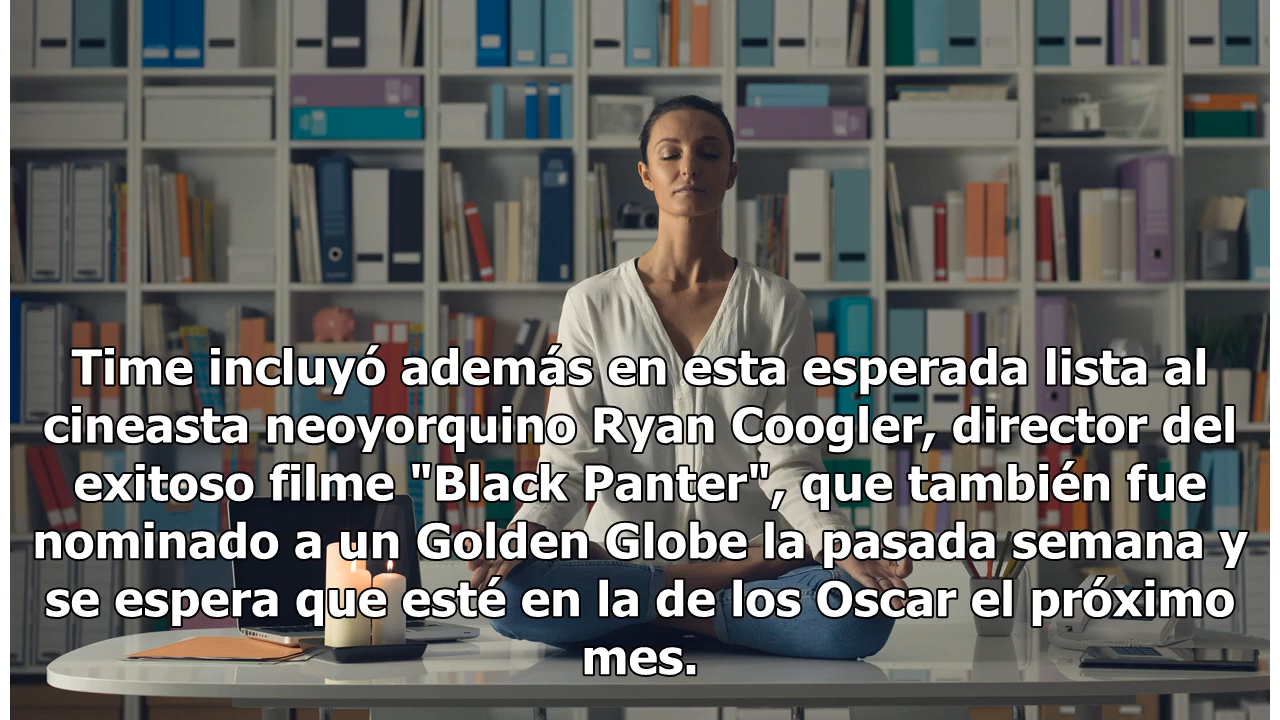 Time incluyó además en esta esperada lista al
cineasta neoyorquino Ryan Coogler, director del
exitoso filme "Black Panter", que también fue
nominado a un Golden Globe la pasada semana y
se espera que esté en la de los Oscar el próximo
mes.